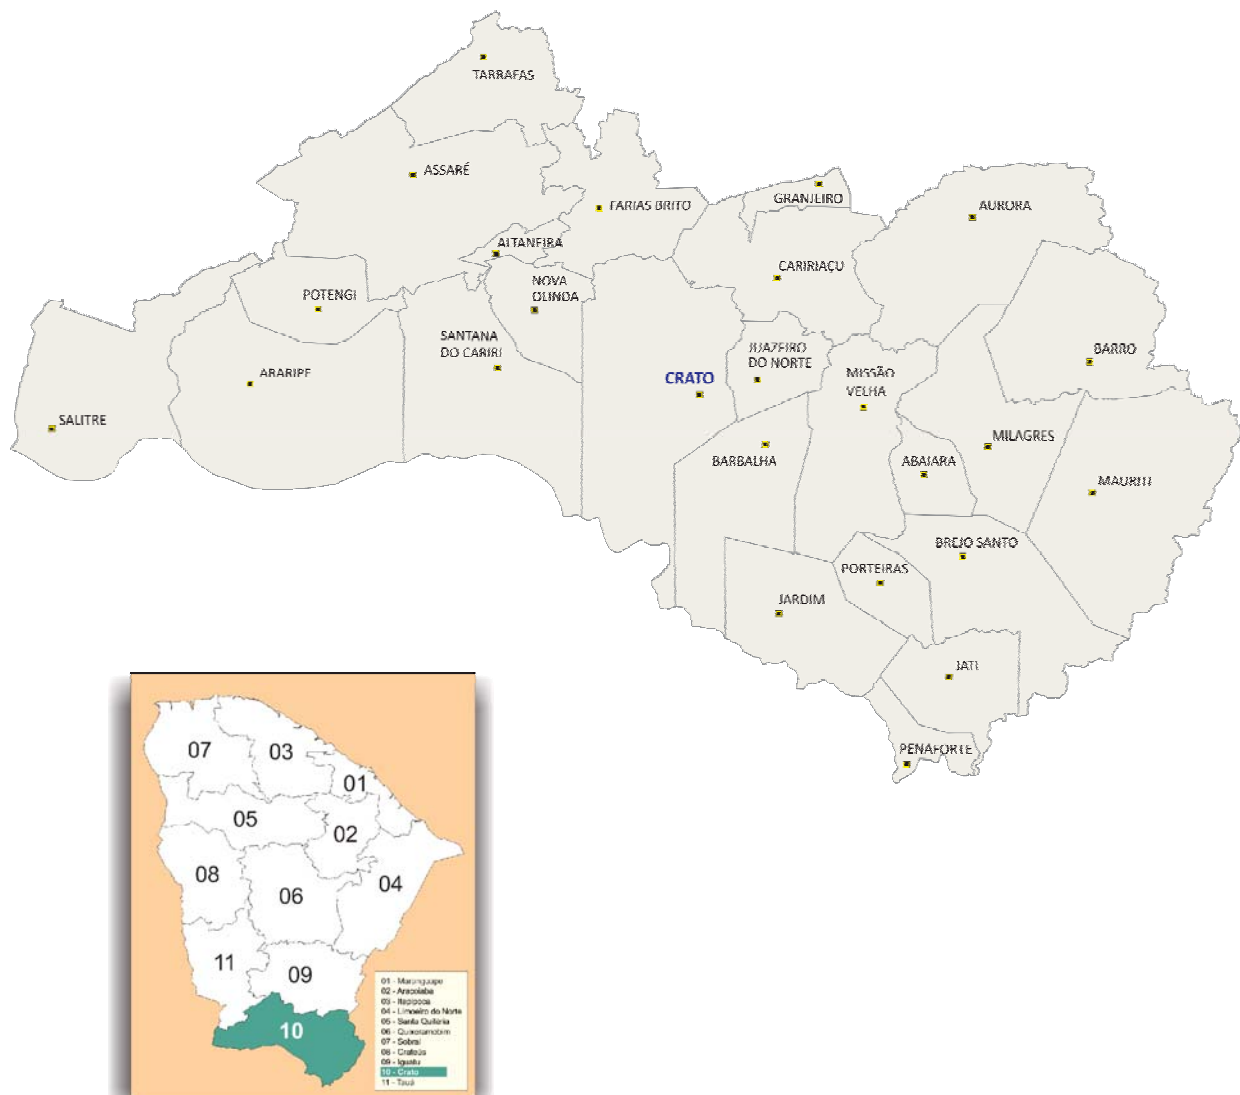 TARRAFAS
ASSARÉ
FARIAS BRITO
GRANJEIRO
AURORA
ALTANEIRA
CARIRIAÇU
NOVA
OLINDA
POTENGI
SANTANA
DO CARIRI
JUAZEIRO
DO NORTE
BARRO
ARARIPE
CRATO
MISSÃO
VELHA
SALITRE
MILAGRES
BARBALHA
ABAIARA
MAURITI
BREJO SANTO
PORTEIRAS
JARDIM
JATI
PENAFORTE
07
03
01
05
02
08
04
06
11
09
10
01 - Maranguape
02 - Aracoiaba
03 - Itapipoca
04 - Limoeiro do Norte
05 - Santa Quitéria
06 - Quixeramobim
07 - Sobral
08 - Crateús
09 - Iguatu
10 - Crato
11 - Tauá